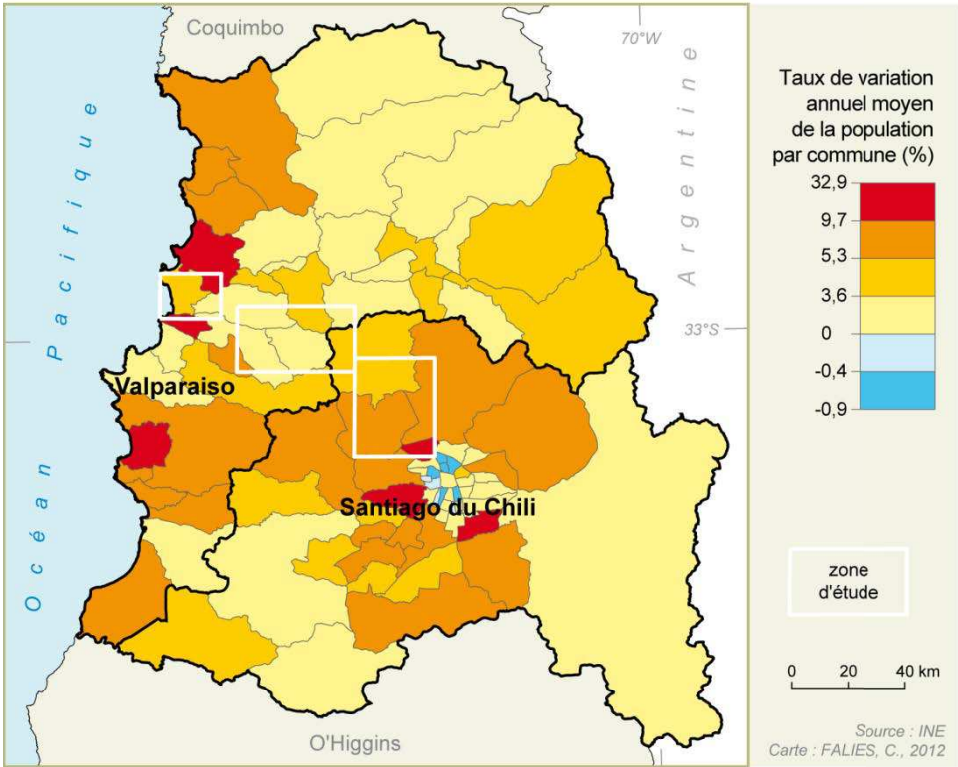 Coquimbo
70°W
Argentine
Océan Pacifique
33°S
Valparaiso
Santiago du Chili
O'Higgins
Taux de variation
annuel moyen
de la population
par commune (%)
32,9
9,7
5,3
3,6
0
-0,4
-0,9
zone
d'étude
0 20 40 km
Source : INE
Carte : FALIES, C., 2012